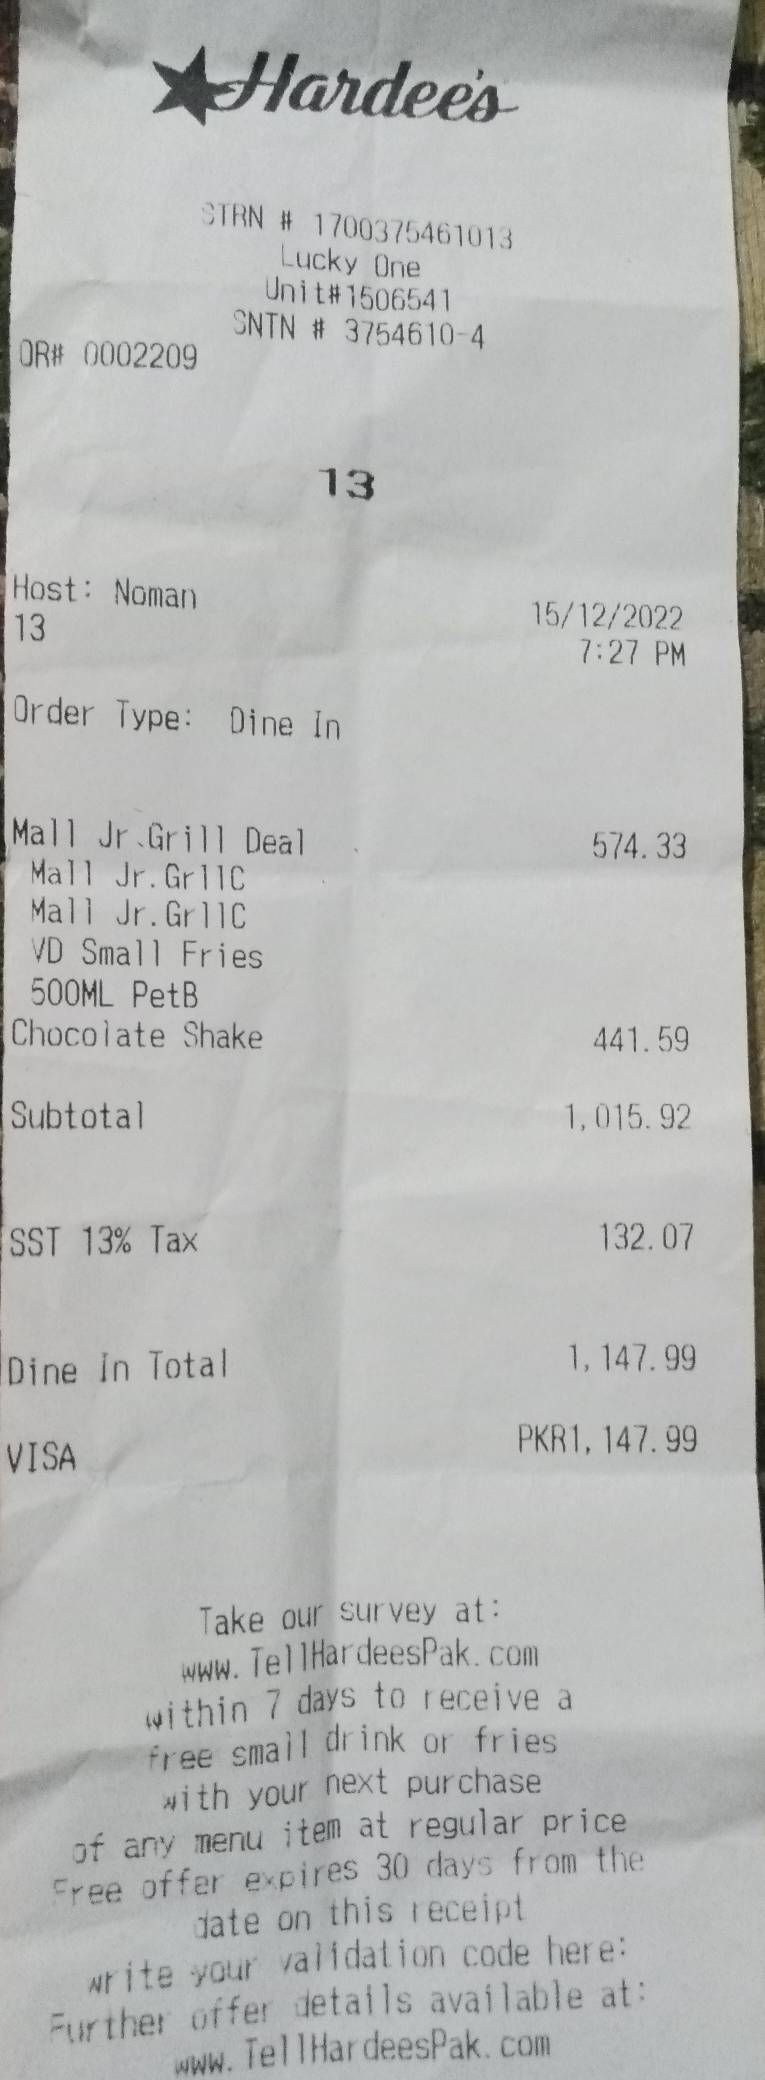 Hardee's
STRN # 1700375461013
Lucky One
Unit#1506541
SNTN # 3754610-4
OR# 0002209
13
Host: Noman
15/12/2022
13
7:27 PM
Order Type: Dine In
Mall Jr.Grill Deal 574.33
Mall Jr.GrllC
Mall Jr.GrllC
VD Small Fries
500ML PetB
Chocolate Shake 441.59
Subtotal 1,015.92
SST 13% Tax 132.07
Dine In Total 1,147.99
VISA PKR1,147.99
Take our survey at:
www.TellHardeesPak.com
within 7 days to receive a
free small drink or fries
with your next purchase
of any menu item at regular price
Free offer expires 30 days from the
date on this receipt
write your validation code here:
Further offer details available at:
www.TellHardeesPak.com